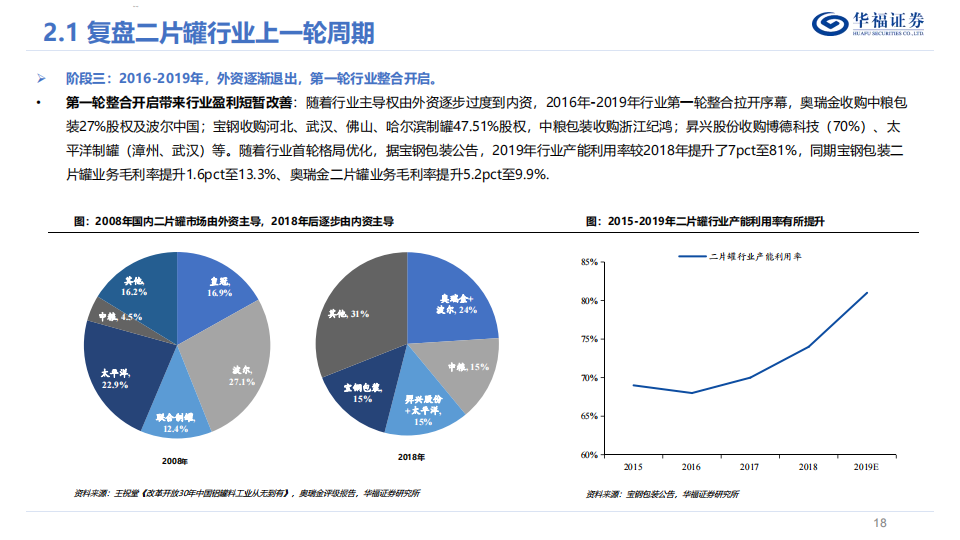 2.1 复盘二片罐行业上一轮周期
华福证券
HUAFU SECURITIES CO.,LTD.
➢ 阶段三：2016-2019年，外资逐渐退出，第一轮行业整合开启。
• 第一轮整合开启带来行业盈利短暂改善：随着行业主导权由外资逐步过度到内资，2016年-2019年行业第一轮整合拉开序幕，奥瑞金收购中粮包
装27%股权及波尔中国；宝钢收购河北、武汉、佛山、哈尔滨制罐47.51%股权，中粮包装收购浙江纪鸿；昇兴股份收购博德科技（70%）、太
平洋制罐（漳州、武汉）等。随着行业首轮格局优化，据宝钢包装公告，2019年行业产能利用率较2018年提升了7pct至81%，同期宝钢包装二
片罐业务毛利率提升1.6pct至13.3%、奥瑞金二片罐业务毛利率提升5.2pct至9.9%.
图：2008年国内二片罐市场由外资主导，2018年后逐步由内资主导
其他,
16.2%
皇冠,
16.9%
中粮, 4.5%
太平洋,
22.9%
波尔,
27.1%
联合制罐,
12.4%
2008年
其他, 31%
奥瑞金+
波尔, 24%
中粮, 15%
宝钢包装,
15%
昇兴股份
+太平洋,
15%
2018年
资料来源：王祝堂《改革开放30年中国铝罐料工业从无到有》，奥瑞金评级报告，华福证券研究所
图：2015-2019年二片罐行业产能利用率有所提升
二片罐行业产能利用率
85%
80%
75%
70%
65%
60%
2015 2016 2017 2018 2019E
资料来源：宝钢包装公告，华福证券研究所
18